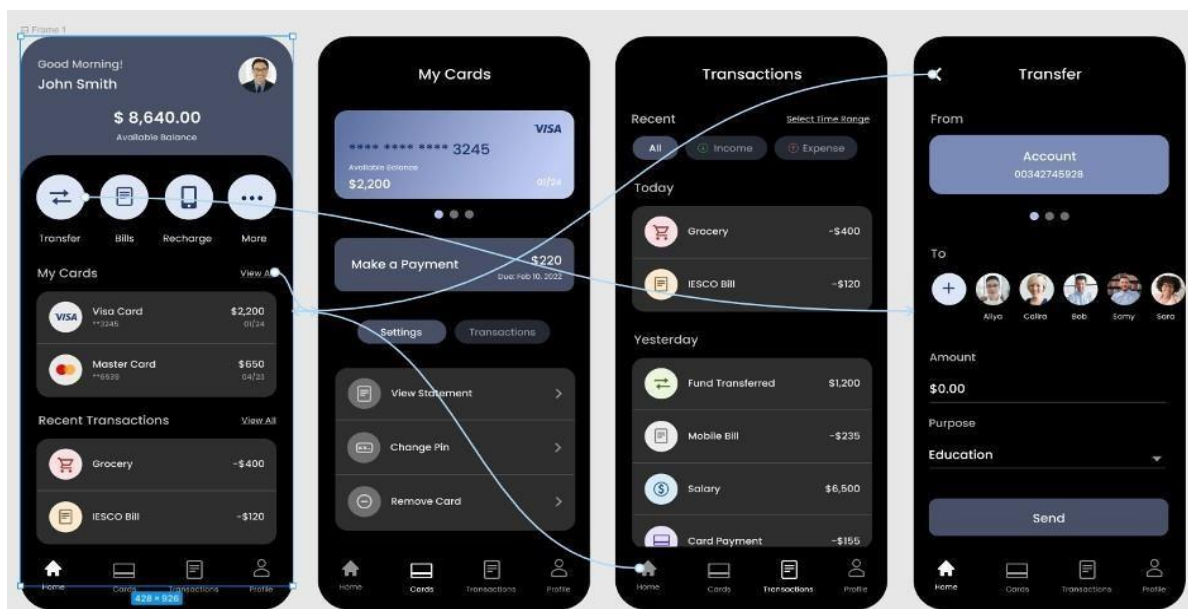 Frame 1
Good Morning!
John Smith
$ 8,640.00
Available Balance
Transfer
Bills
Recharge
More
My Cards
View All
VISA
Visa Card
**3245
$2,200
01/24
Master Card
**6539
$650
04/23
Recent Transactions
View All
Grocery
-$400
IESCO Bill
-$120
Home
Cards
Transactions
Profile
428 × 926
My Cards
VISA
**** **** **** 3245
Available Balance
$2,200
01/24
Make a Payment
$220
Due: Feb 10, 2022
Settings
Transactions
View Statement
Change Pin
Remove Card
Home
Cards
Transactions
Profile
Transactions
Recent
Select Time Range
All
Income
Expense
Today
Grocery
-$400
IESCO Bill
-$120
Yesterday
Fund Transferred
$1,200
Mobile Bill
-$235
Salary
$6,500
Card Payment
-$155
Home
Cards
Transactions
Profile
Transfer
From
Account
00342745928
To
Aliya
Calira
Bob
Samy
Sara
Amount
$0.00
Purpose
Education
Send
Home
Cards
Transactions
Profile